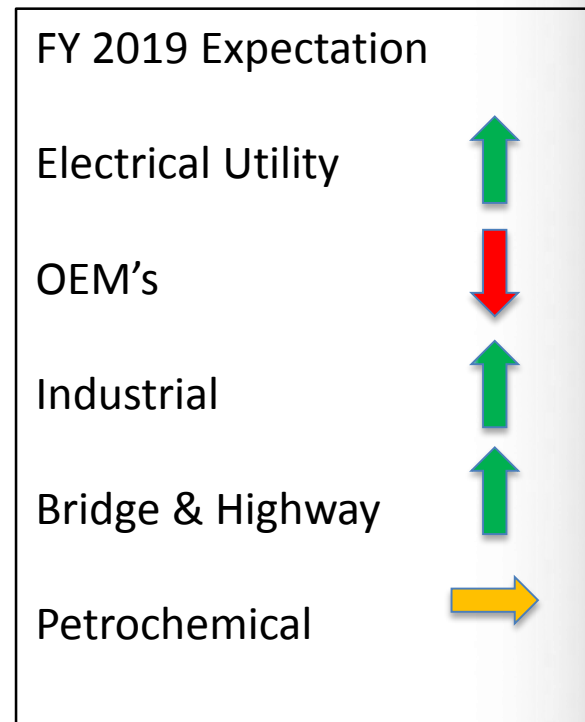 FY 2019 Expectation
Electrical Utility
OEM’s
Industrial
Bridge & Highway
Petrochemical